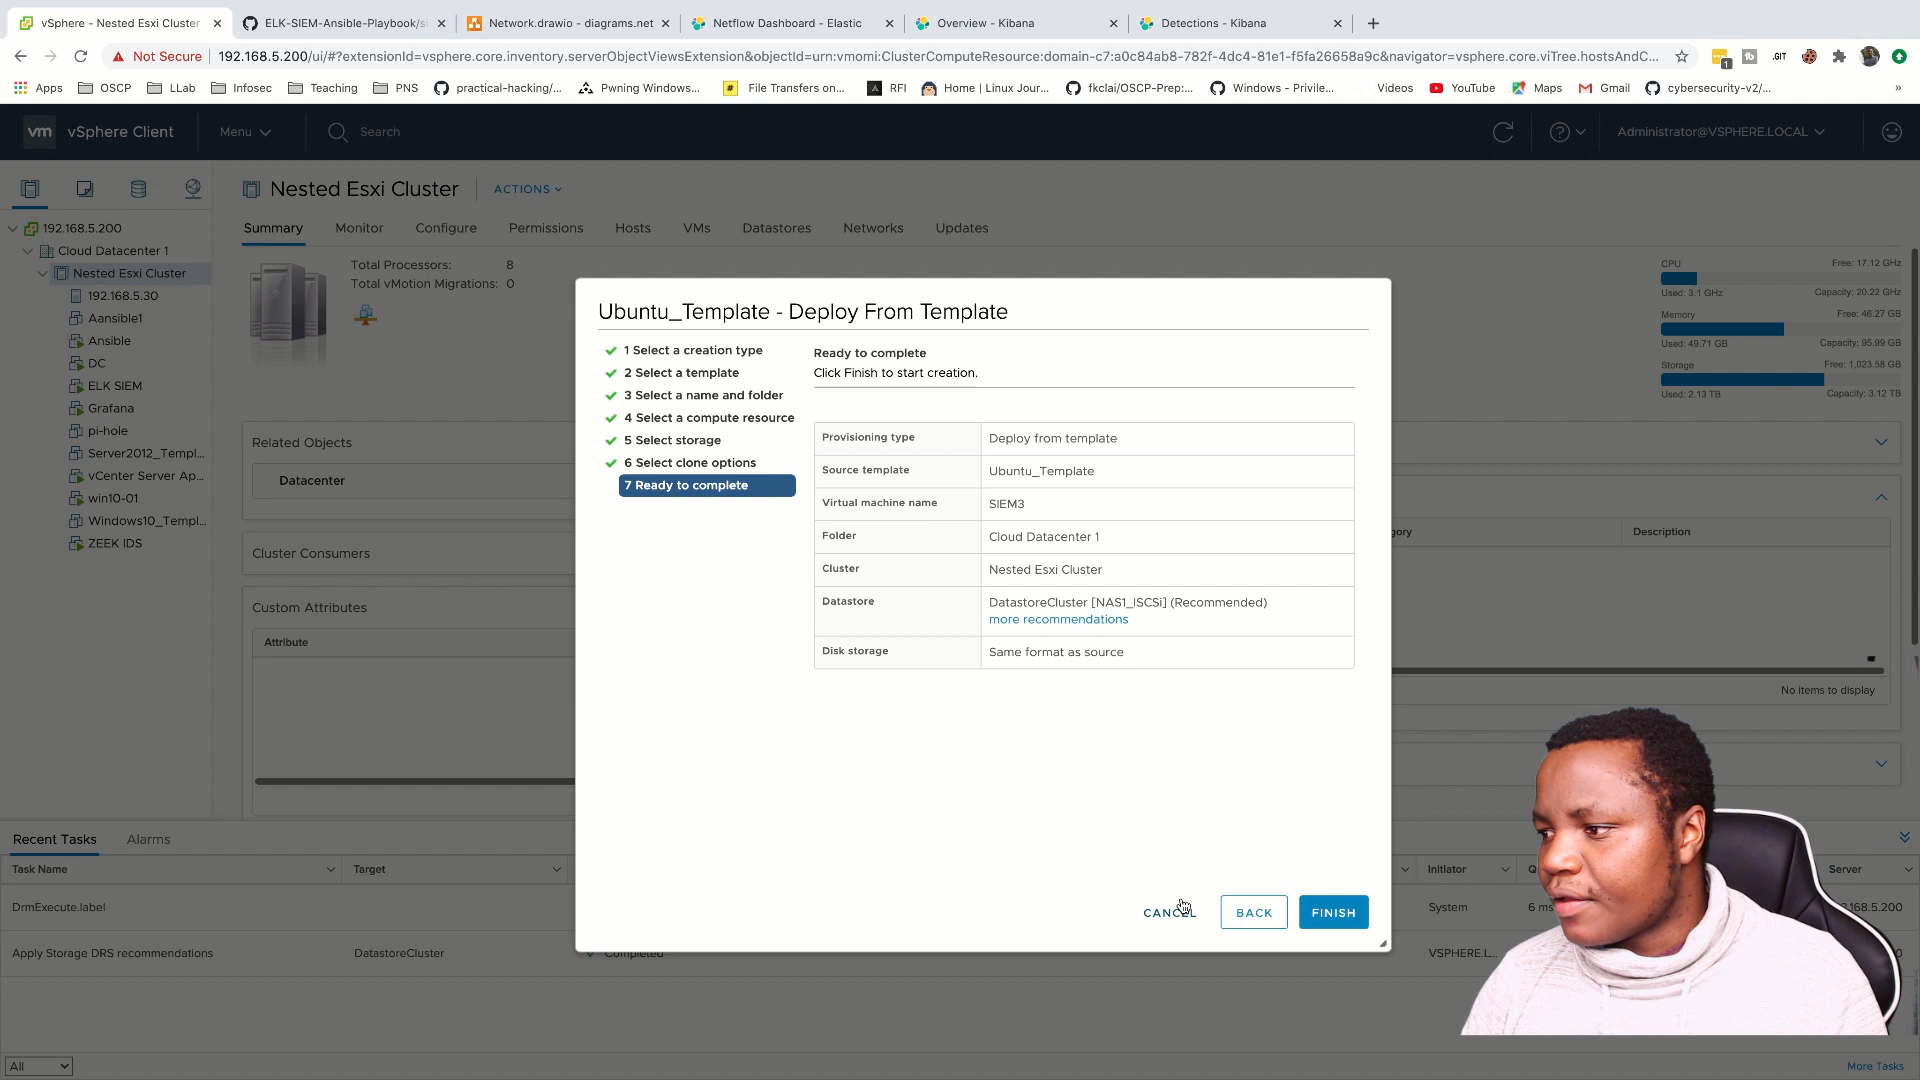 vSphere - Nested Esxi Cluster
ELK-SIEM-Ansible-Playbook/s
Network.drawio - diagrams.net
Netflow Dashboard - Elastic
Overview - Kibana
Detections - Kibana
Not Secure
192.168.5.200/ui/#?extensionId=vsphere.core.inventory.serverObjectViewsExtension&objectId=urn:vmomi:ClusterComputeResource:domain-c7:a0c84ab8-782f-4dc4-81e1-f5fa26658a9c&navigator=vsphere.core.viTree.hostsAndC...
1
.GIT
Apps
OSCP
LLab
Infosec
Teaching
PNS
practical-hacking/...
Pwning Windows...
File Transfers on...
RFI
Home | Linux Jour...
fkclai/OSCP-Prep:...
Windows - Privile...
Videos
YouTube
Maps
Gmail
cybersecurity-v2/...
»
vm
vSphere Client
Menu
Search
Administrator@VSPHERE.LOCAL
Nested Esxi Cluster
ACTIONS
Summary
Monitor
Configure
Permissions
Hosts
VMs
Datastores
Networks
Updates
192.168.5.200
Cloud Datacenter 1
Nested Esxi Cluster
192.168.5.30
Aansible1
Ansible
DC
ELK SIEM
Grafana
pi-hole
Server2012_Templ...
vCenter Server Ap...
win10-01
Windows10_Templ...
ZEEK IDS
Total Processors: 8
Total vMotion Migrations: 0
CPU
Free: 17.12 GHz
Used: 3.1 GHz
Capacity: 20.22 GHz
Memory
Free: 46.27 GB
Used: 49.71 GB
Capacity: 95.99 GB
Storage
Free: 1,023.58 GB
Used: 2.13 TB
Capacity: 3.12 TB
Related Objects
Datacenter
Cluster Consumers
Custom Attributes
Attribute
gory
Description
No items to display
Ubuntu_Template - Deploy From Template
1 Select a creation type
2 Select a template
3 Select a name and folder
4 Select a compute resource
5 Select storage
6 Select clone options
7 Ready to complete
Ready to complete
Click Finish to start creation.
Provisioning type
Deploy from template
Source template
Ubuntu_Template
Virtual machine name
SIEM3
Folder
Cloud Datacenter 1
Cluster
Nested Esxi Cluster
Datastore
DatastoreCluster [NAS1_ISCSi] (Recommended)
more recommendations
Disk storage
Same format as source
CANCEL
BACK
FINISH
Recent Tasks
Alarms
Task Name
Target
Initiator
Q
Server
DrmExecute.label
System
6 ms
.168.5.200
Apply Storage DRS recommendations
DatastoreCluster
Completed
VSPHERE.L...
0
All
More Tasks